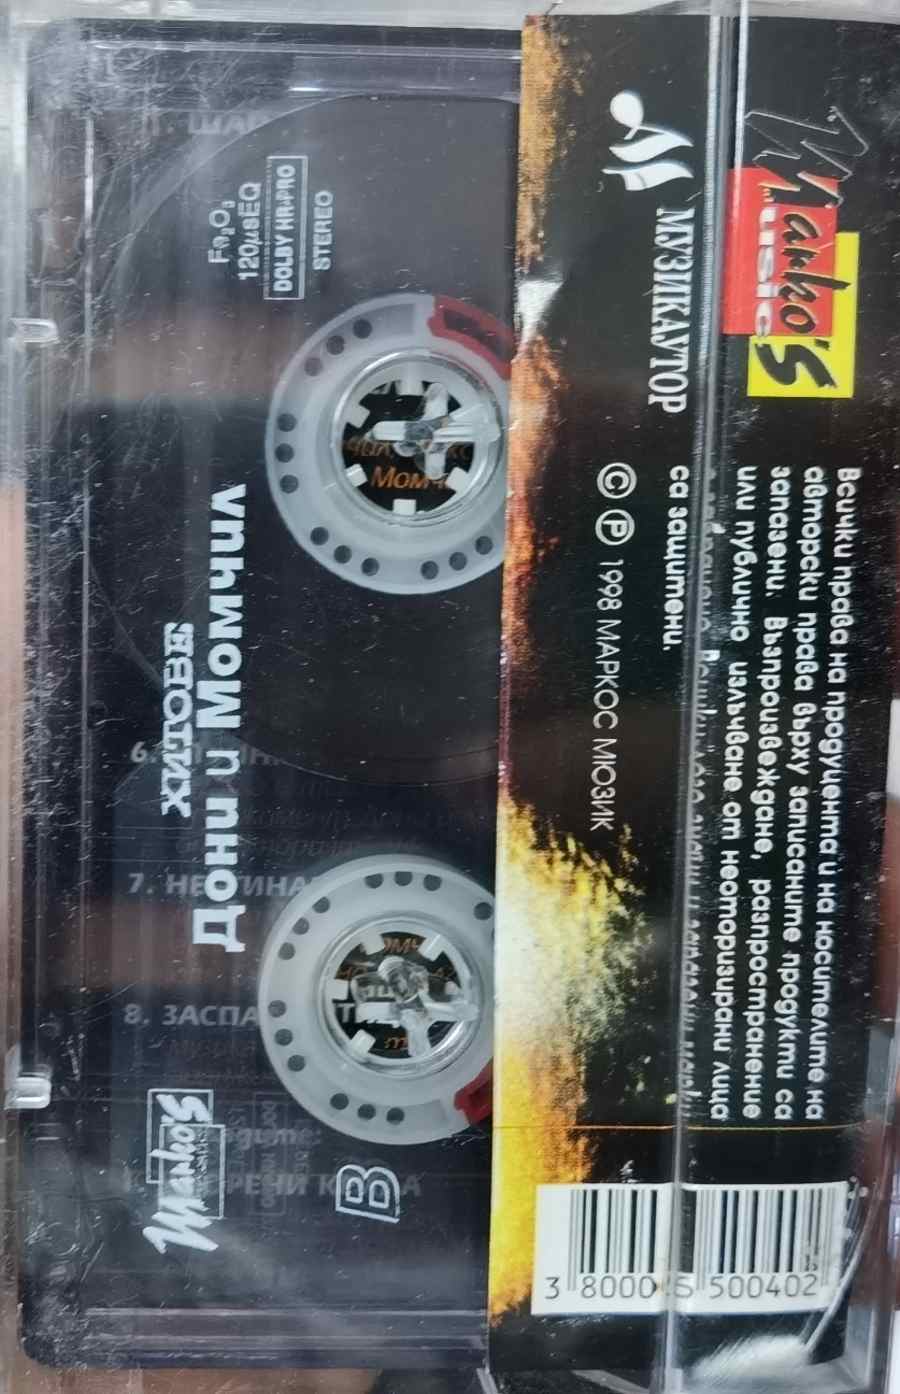 Marko's
Music
МУЗИКАУТОР
Всички права на продуцента и на носителите на
авторски права върху записаните продукти са
запазени. Възпроизвеждане, разпространение
или публично излъчване от неоторизирани лица
са защитени.
© ℗ 1998 МАРКОС МЮЗИК
3 80004 500402
Fe₂O₃
120µsEQ
DOLBY HX-PRO
STEREO
ХИТОВЕ
Дони и Момчил
Marko's
B
6.
7.
8. ЗАСПА